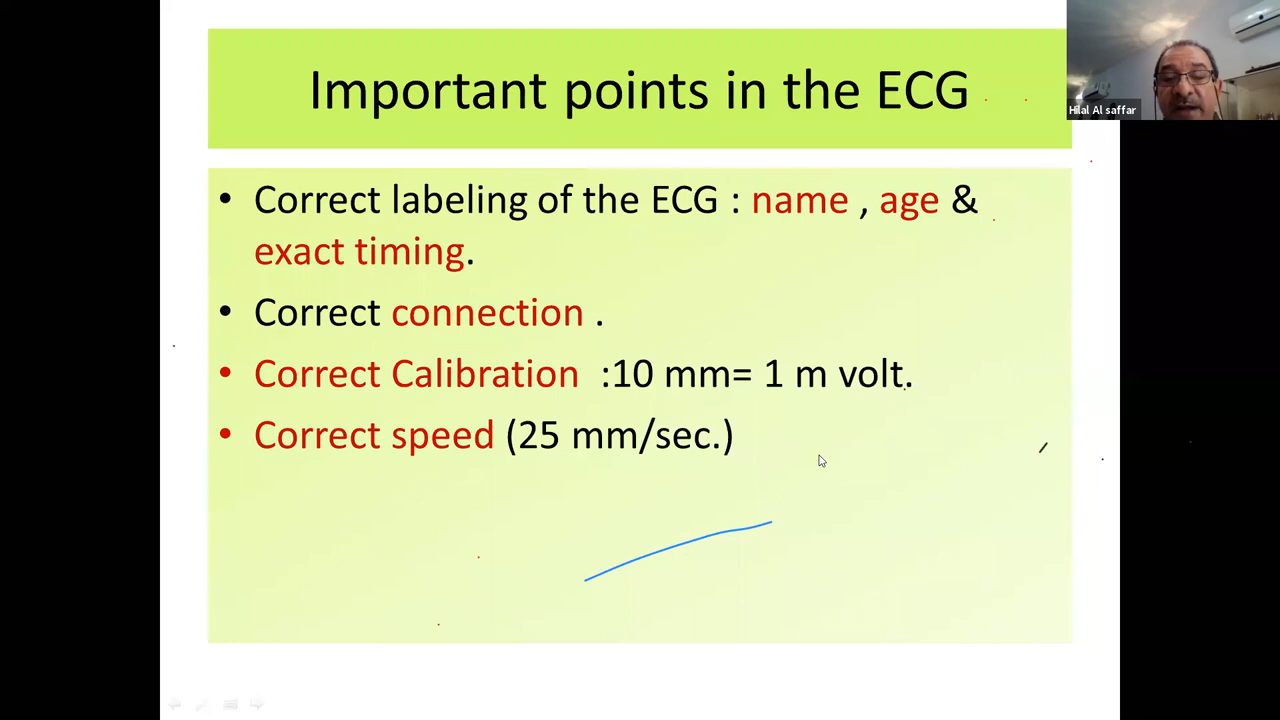 Important points in the ECG
Hilal Al saffar
• Correct labeling of the ECG : name , age &
exact timing.
• Correct connection .
• Correct Calibration :10 mm= 1 m volt.
• Correct speed (25 mm/sec.)